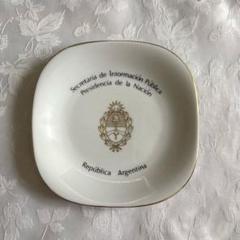 Secretaría de Información Pública
Presidencia de la Nación
República Argentina